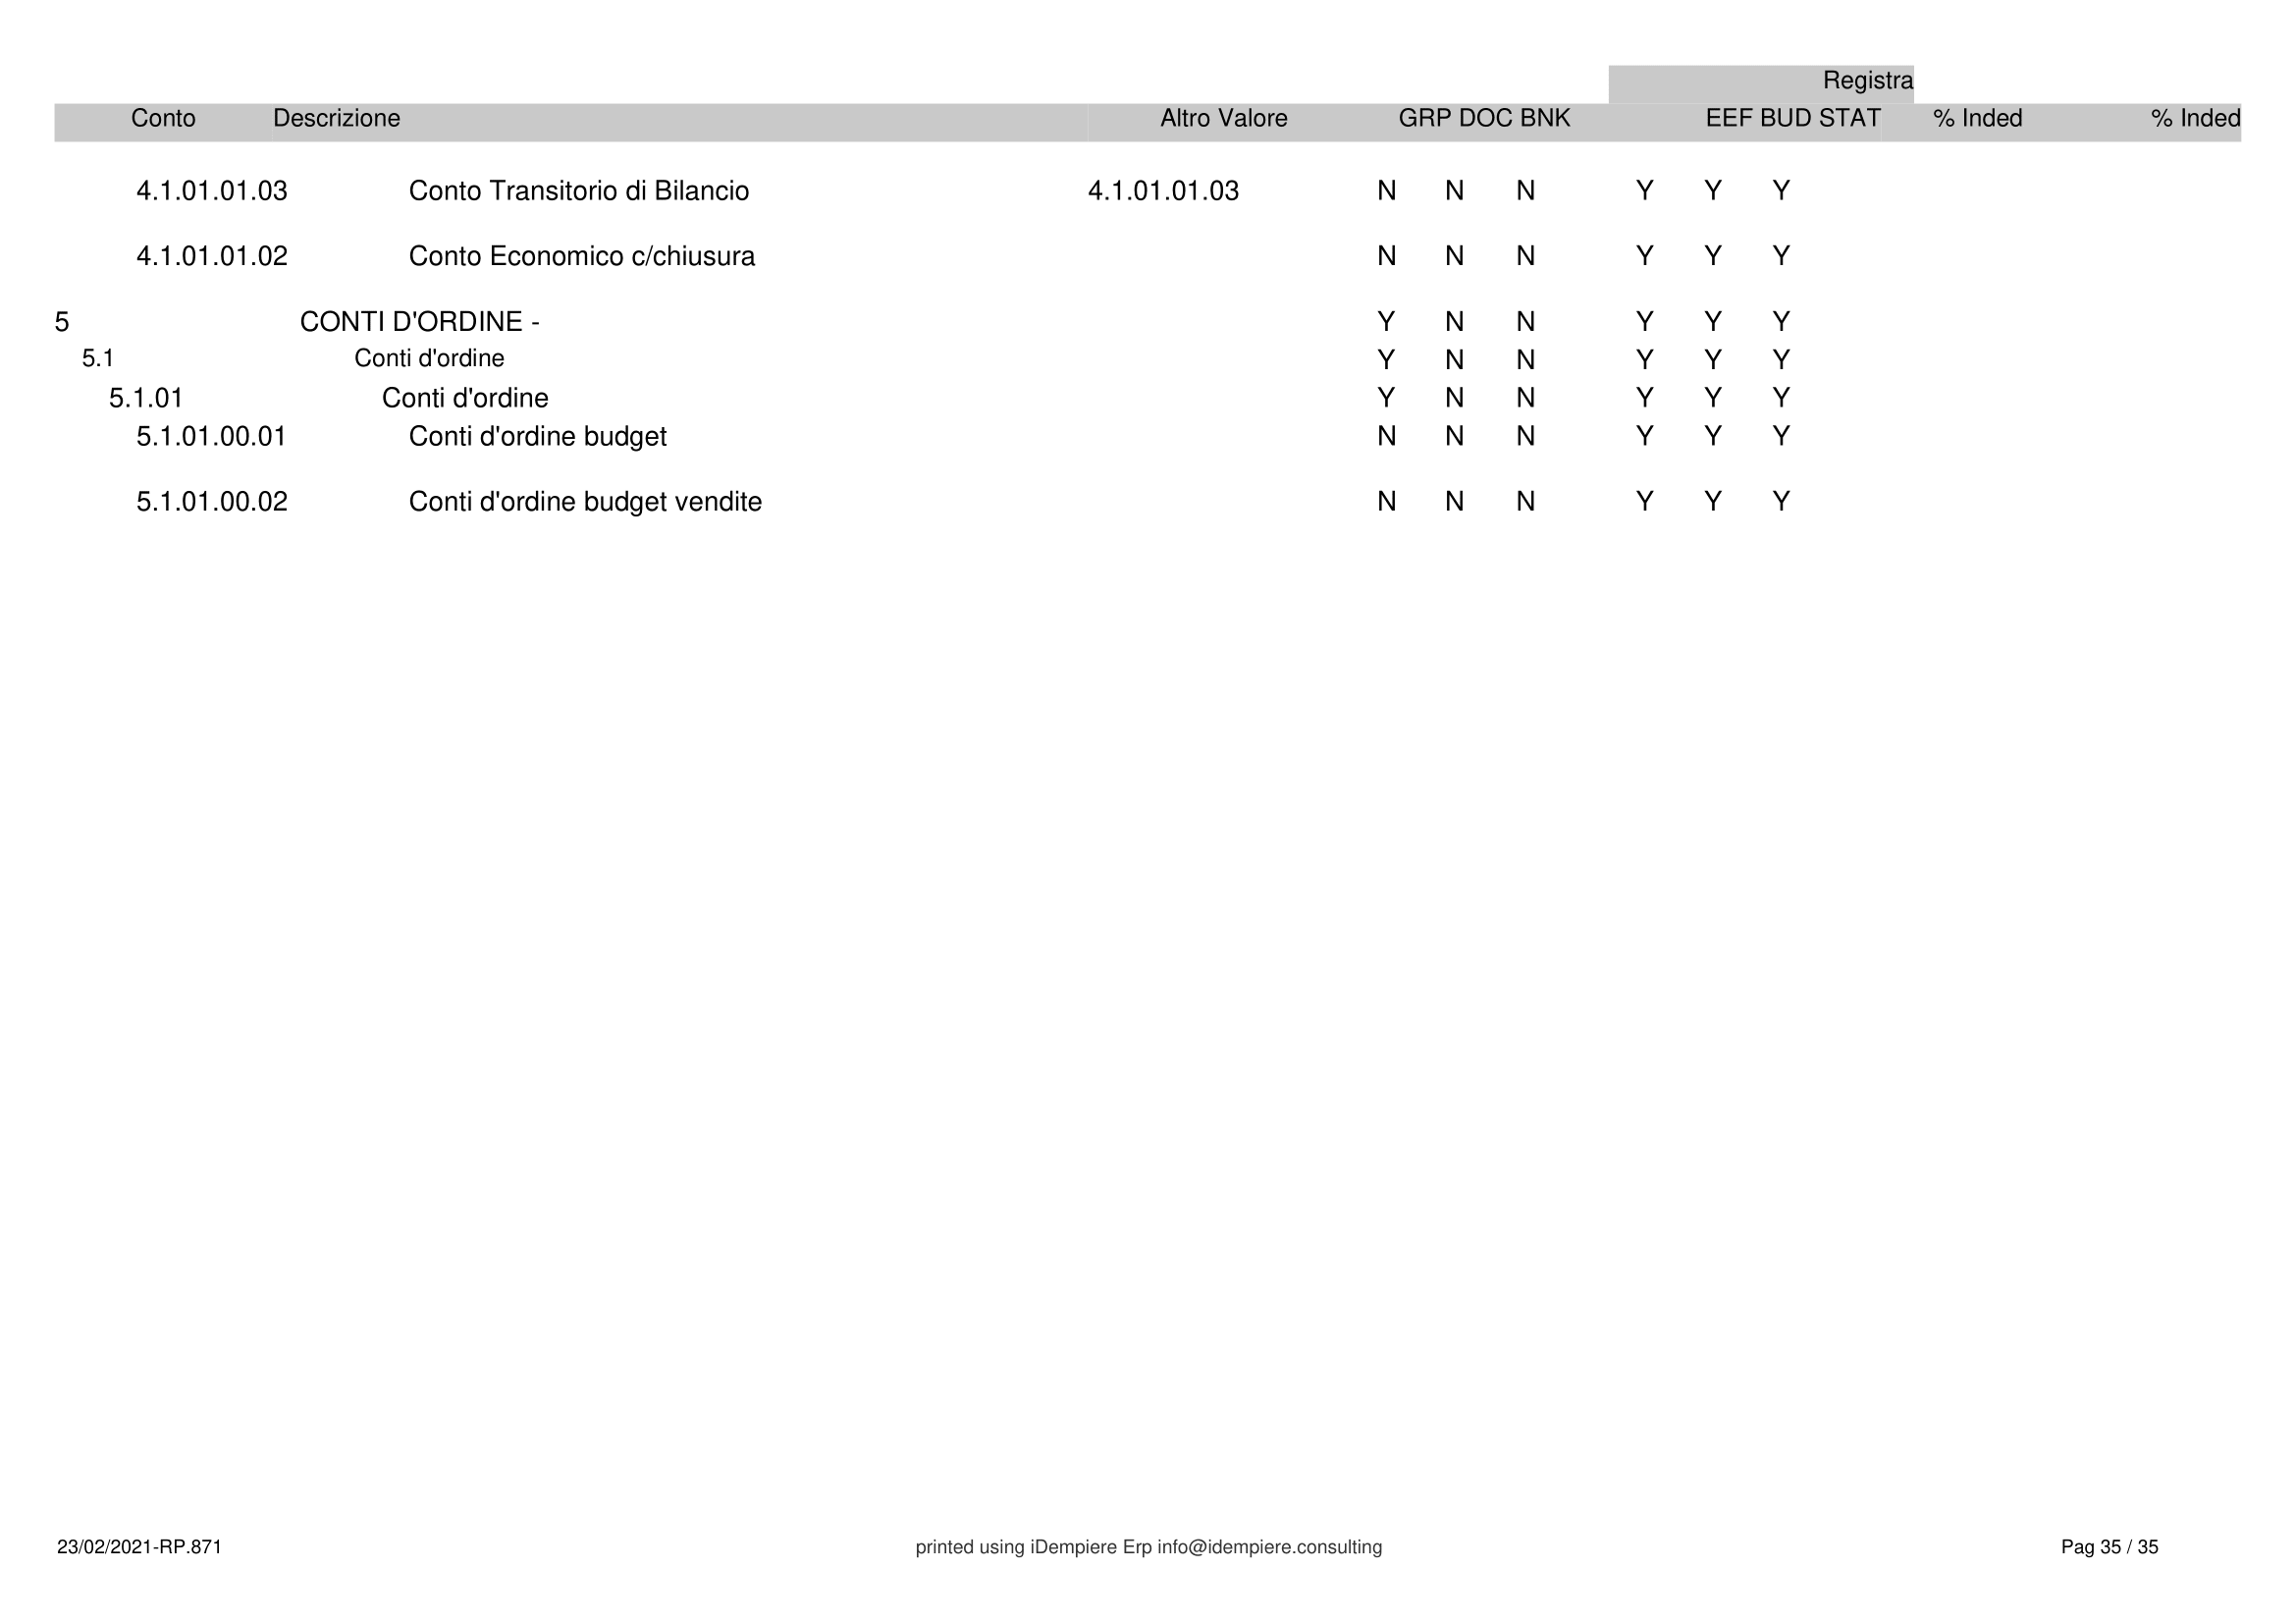 Registra
Conto Descrizione Altro Valore GRP DOC BNK EEF BUD STAT % Inded % Inded
4.1.01.01.03 Conto Transitorio di Bilancio 4.1.01.01.03 N N N Y Y Y
4.1.01.01.02 Conto Economico c/chiusura N N N Y Y Y
5 CONTI D'ORDINE - Y N N Y Y Y
5.1 Conti d'ordine Y N N Y Y Y
5.1.01 Conti d'ordine Y N N Y Y Y
5.1.01.00.01 Conti d'ordine budget N N N Y Y Y
5.1.01.00.02 Conti d'ordine budget vendite N N N Y Y Y
23/02/2021-RP.871 printed using iDempiere Erp info@idempiere.consulting Pag 35 / 35